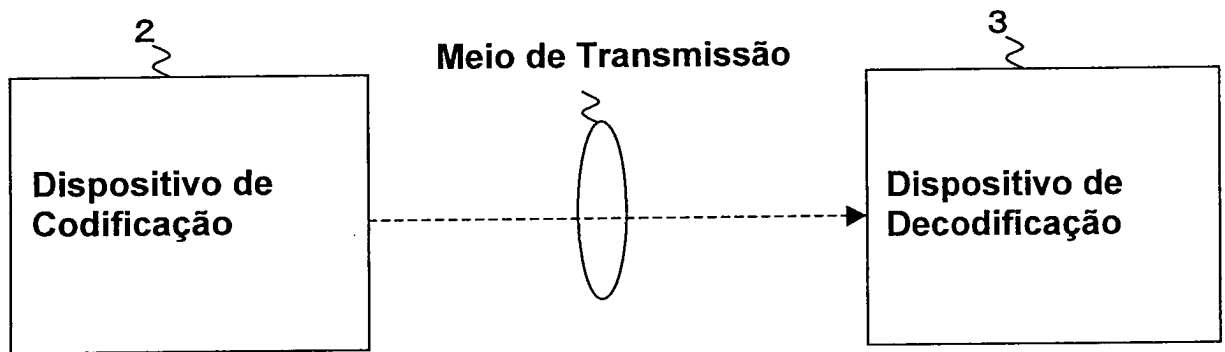 2
3
Meio de Transmissão
Dispositivo de
Codificação
Dispositivo de
Decodificação